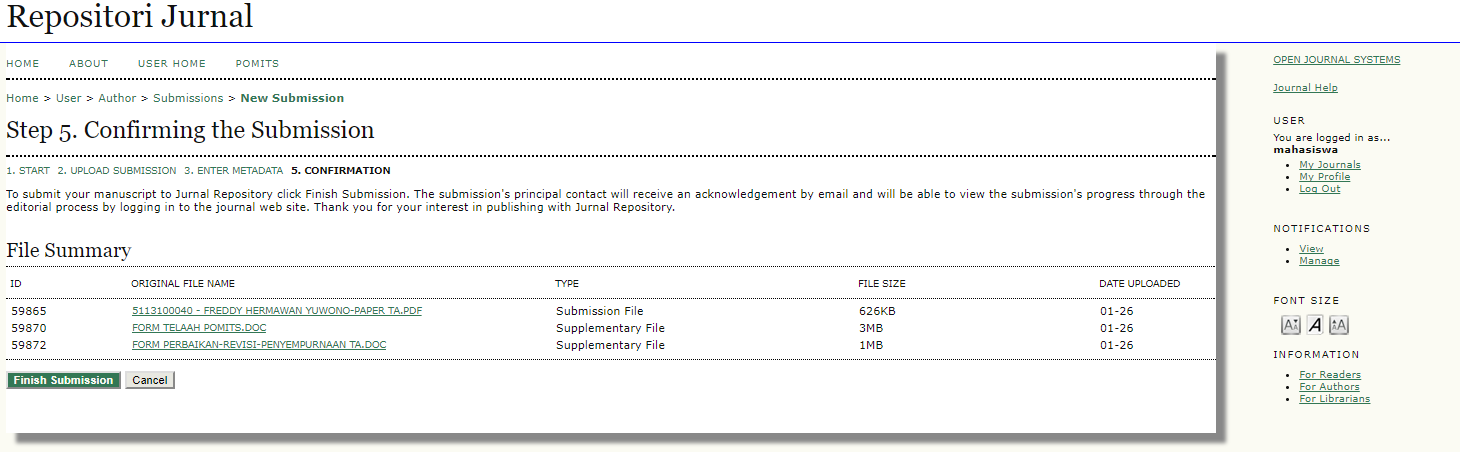 Repositori Jurnal
HOME ABOUT USER HOME POMITS
Home > User > Author > Submissions > New Submission
Step 5. Confirming the Submission
1. START 2. UPLOAD SUBMISSION 3. ENTER METADATA 5. CONFIRMATION
To submit your manuscript to Jurnal Repository click Finish Submission. The submission's principal contact will receive an acknowledgement by email and will be able to view the submission's progress through the
editorial process by logging in to the journal web site. Thank you for your interest in publishing with Jurnal Repository.
File Summary
ID ORIGINAL FILE NAME TYPE FILE SIZE DATE UPLOADED
59865 5113100040 - FREDDY HERMAWAN YUWONO-PAPER TA.PDF Submission File 626KB 01-26
59870 FORM TELAAH POMITS.DOC Supplementary File 3MB 01-26
59872 FORM PERBAIKAN-REVISI-PENYEMPURNAAN TA.DOC Supplementary File 1MB 01-26
Finish Submission Cancel
OPEN JOURNAL SYSTEMS
Journal Help
USER
You are logged in as...
mahasiswa
My Journals
My Profile
Log Out
NOTIFICATIONS
View
Manage
FONT SIZE
A A A A A
INFORMATION
For Readers
For Authors
For Librarians